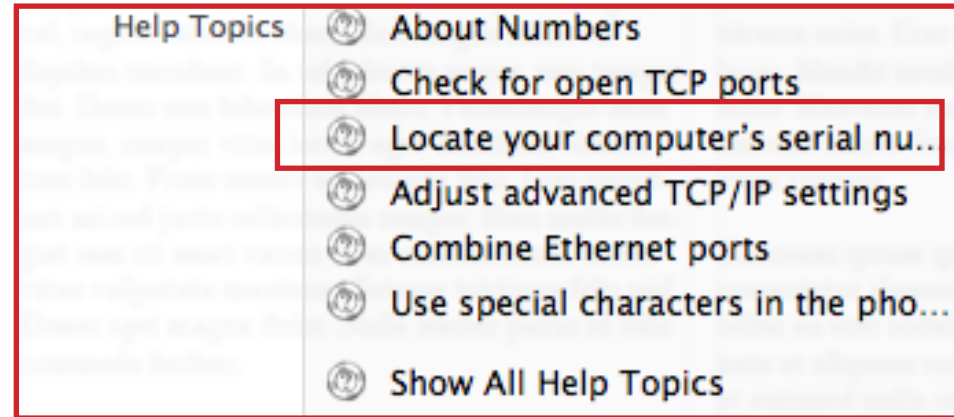 Help Topics
About Numbers
Check for open TCP ports
Locate your computer’s serial nu...
Adjust advanced TCP/IP settings
Combine Ethernet ports
Use special characters in the pho...
Show All Help Topics